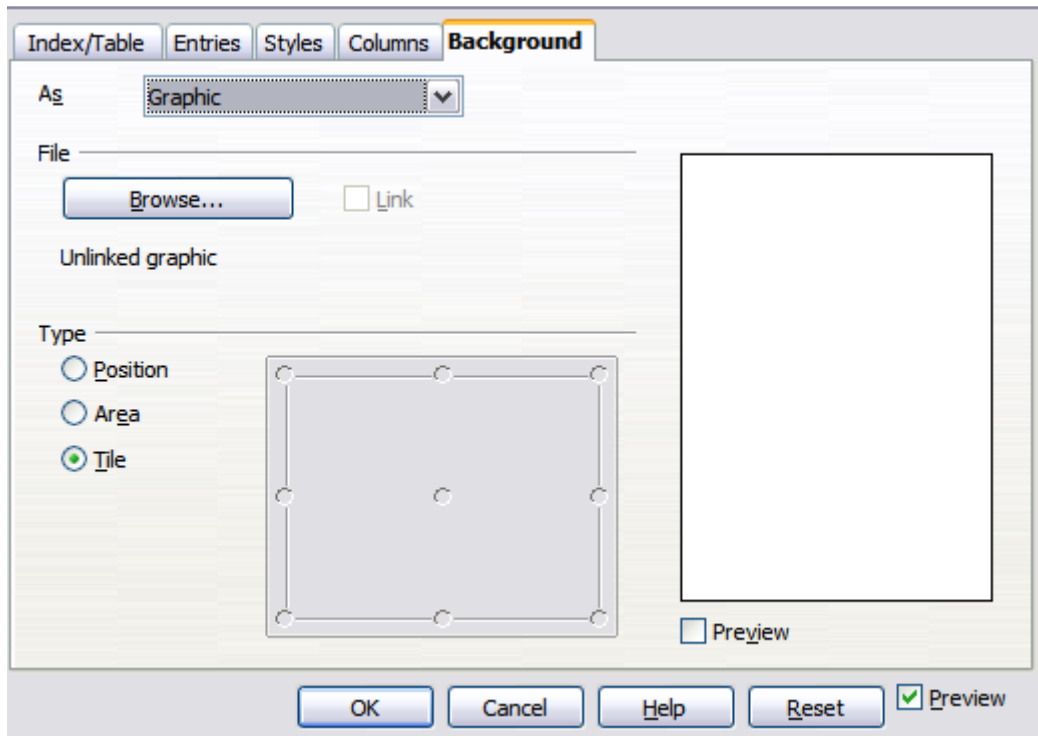 Index/Table Entries Styles Columns Background
As Graphic
File
Browse... Link
Unlinked graphic
Type
Position
Area
Tile
Preview
OK Cancel Help Reset Preview